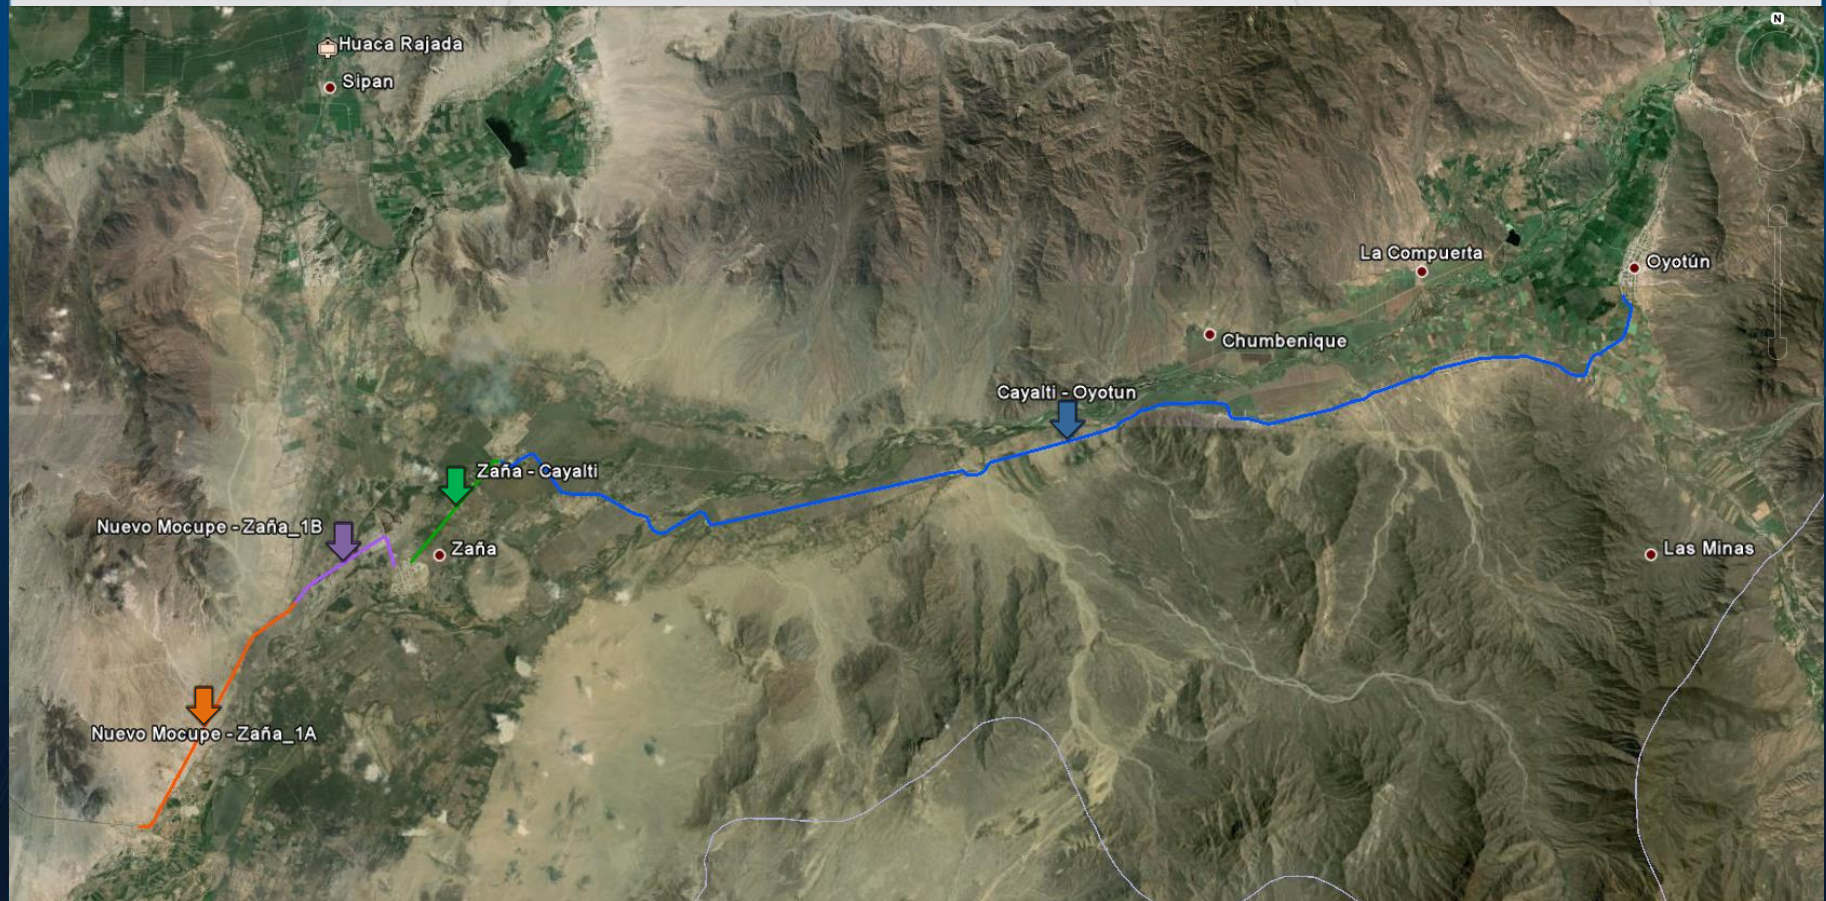 N
Huaca Rajada
Sipan
La Compuerta
Oyotún
Chumbenique
Cayalti - Oyotun
Zaña - Cayalti
Nuevo Mocupe - Zaña_1B
Zaña
Las Minas
Nuevo Mocupe - Zaña_1A